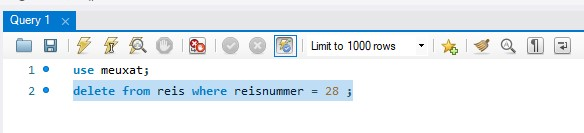 Query 1
Limit to 1000 rows
1 use meuxat;
2 delete from reis where reisnummer = 28 ;